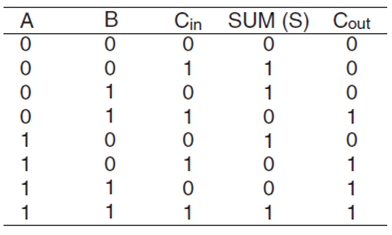 A B Cin SUM (S) Cout
0 0 0 0 0
0 0 1 1 0
0 1 0 1 0
0 1 1 0 1
1 0 0 1 0
1 0 1 0 1
1 1 0 0 1
1 1 1 1 1